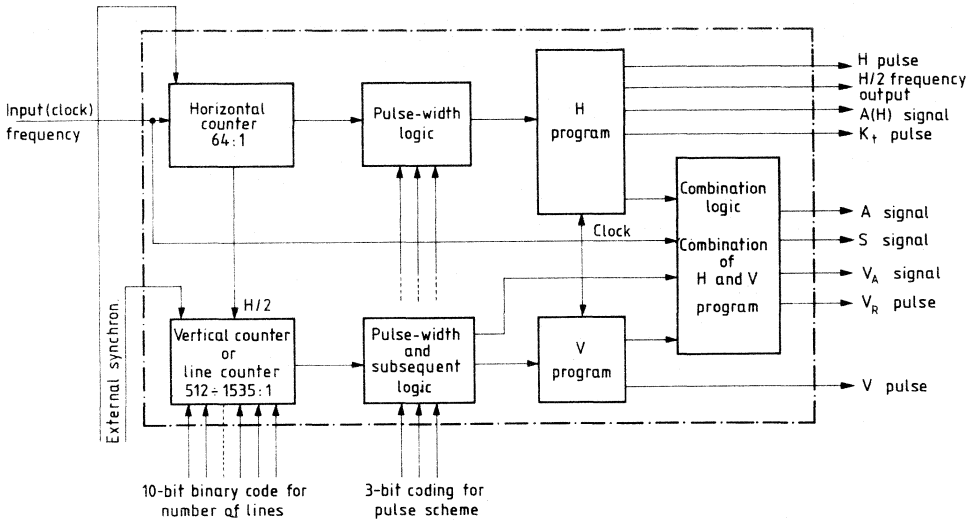 Input (clock)
frequency
External synchron.
Horizontal
counter
64:1
Pulse-width
logic
H
program
H pulse
H/2 frequency
output
A(H) signal
K† pulse
Clock
Combination
logic
Combination
of
H and V
program
A signal
S signal
VA signal
VR pulse
H/2
Vertical counter
or
line counter
512÷1535:1
Pulse-width
and
subsequent
logic
V
program
V pulse
10-bit binary code for
number of lines
3-bit coding for
pulse scheme